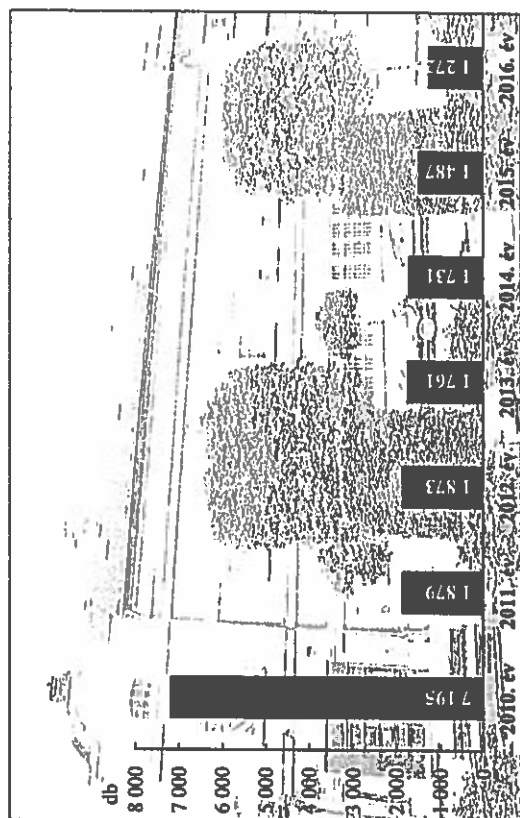 db
8 000
7 000
6 000
5 000
4 000
3 000
2 000
1 000
0
7 195
1 879
1 873
1 761
1 731
1 487
1 272
2010. év
2011. év
2012. év
2013. év
2014. év
2015. év
2016. év